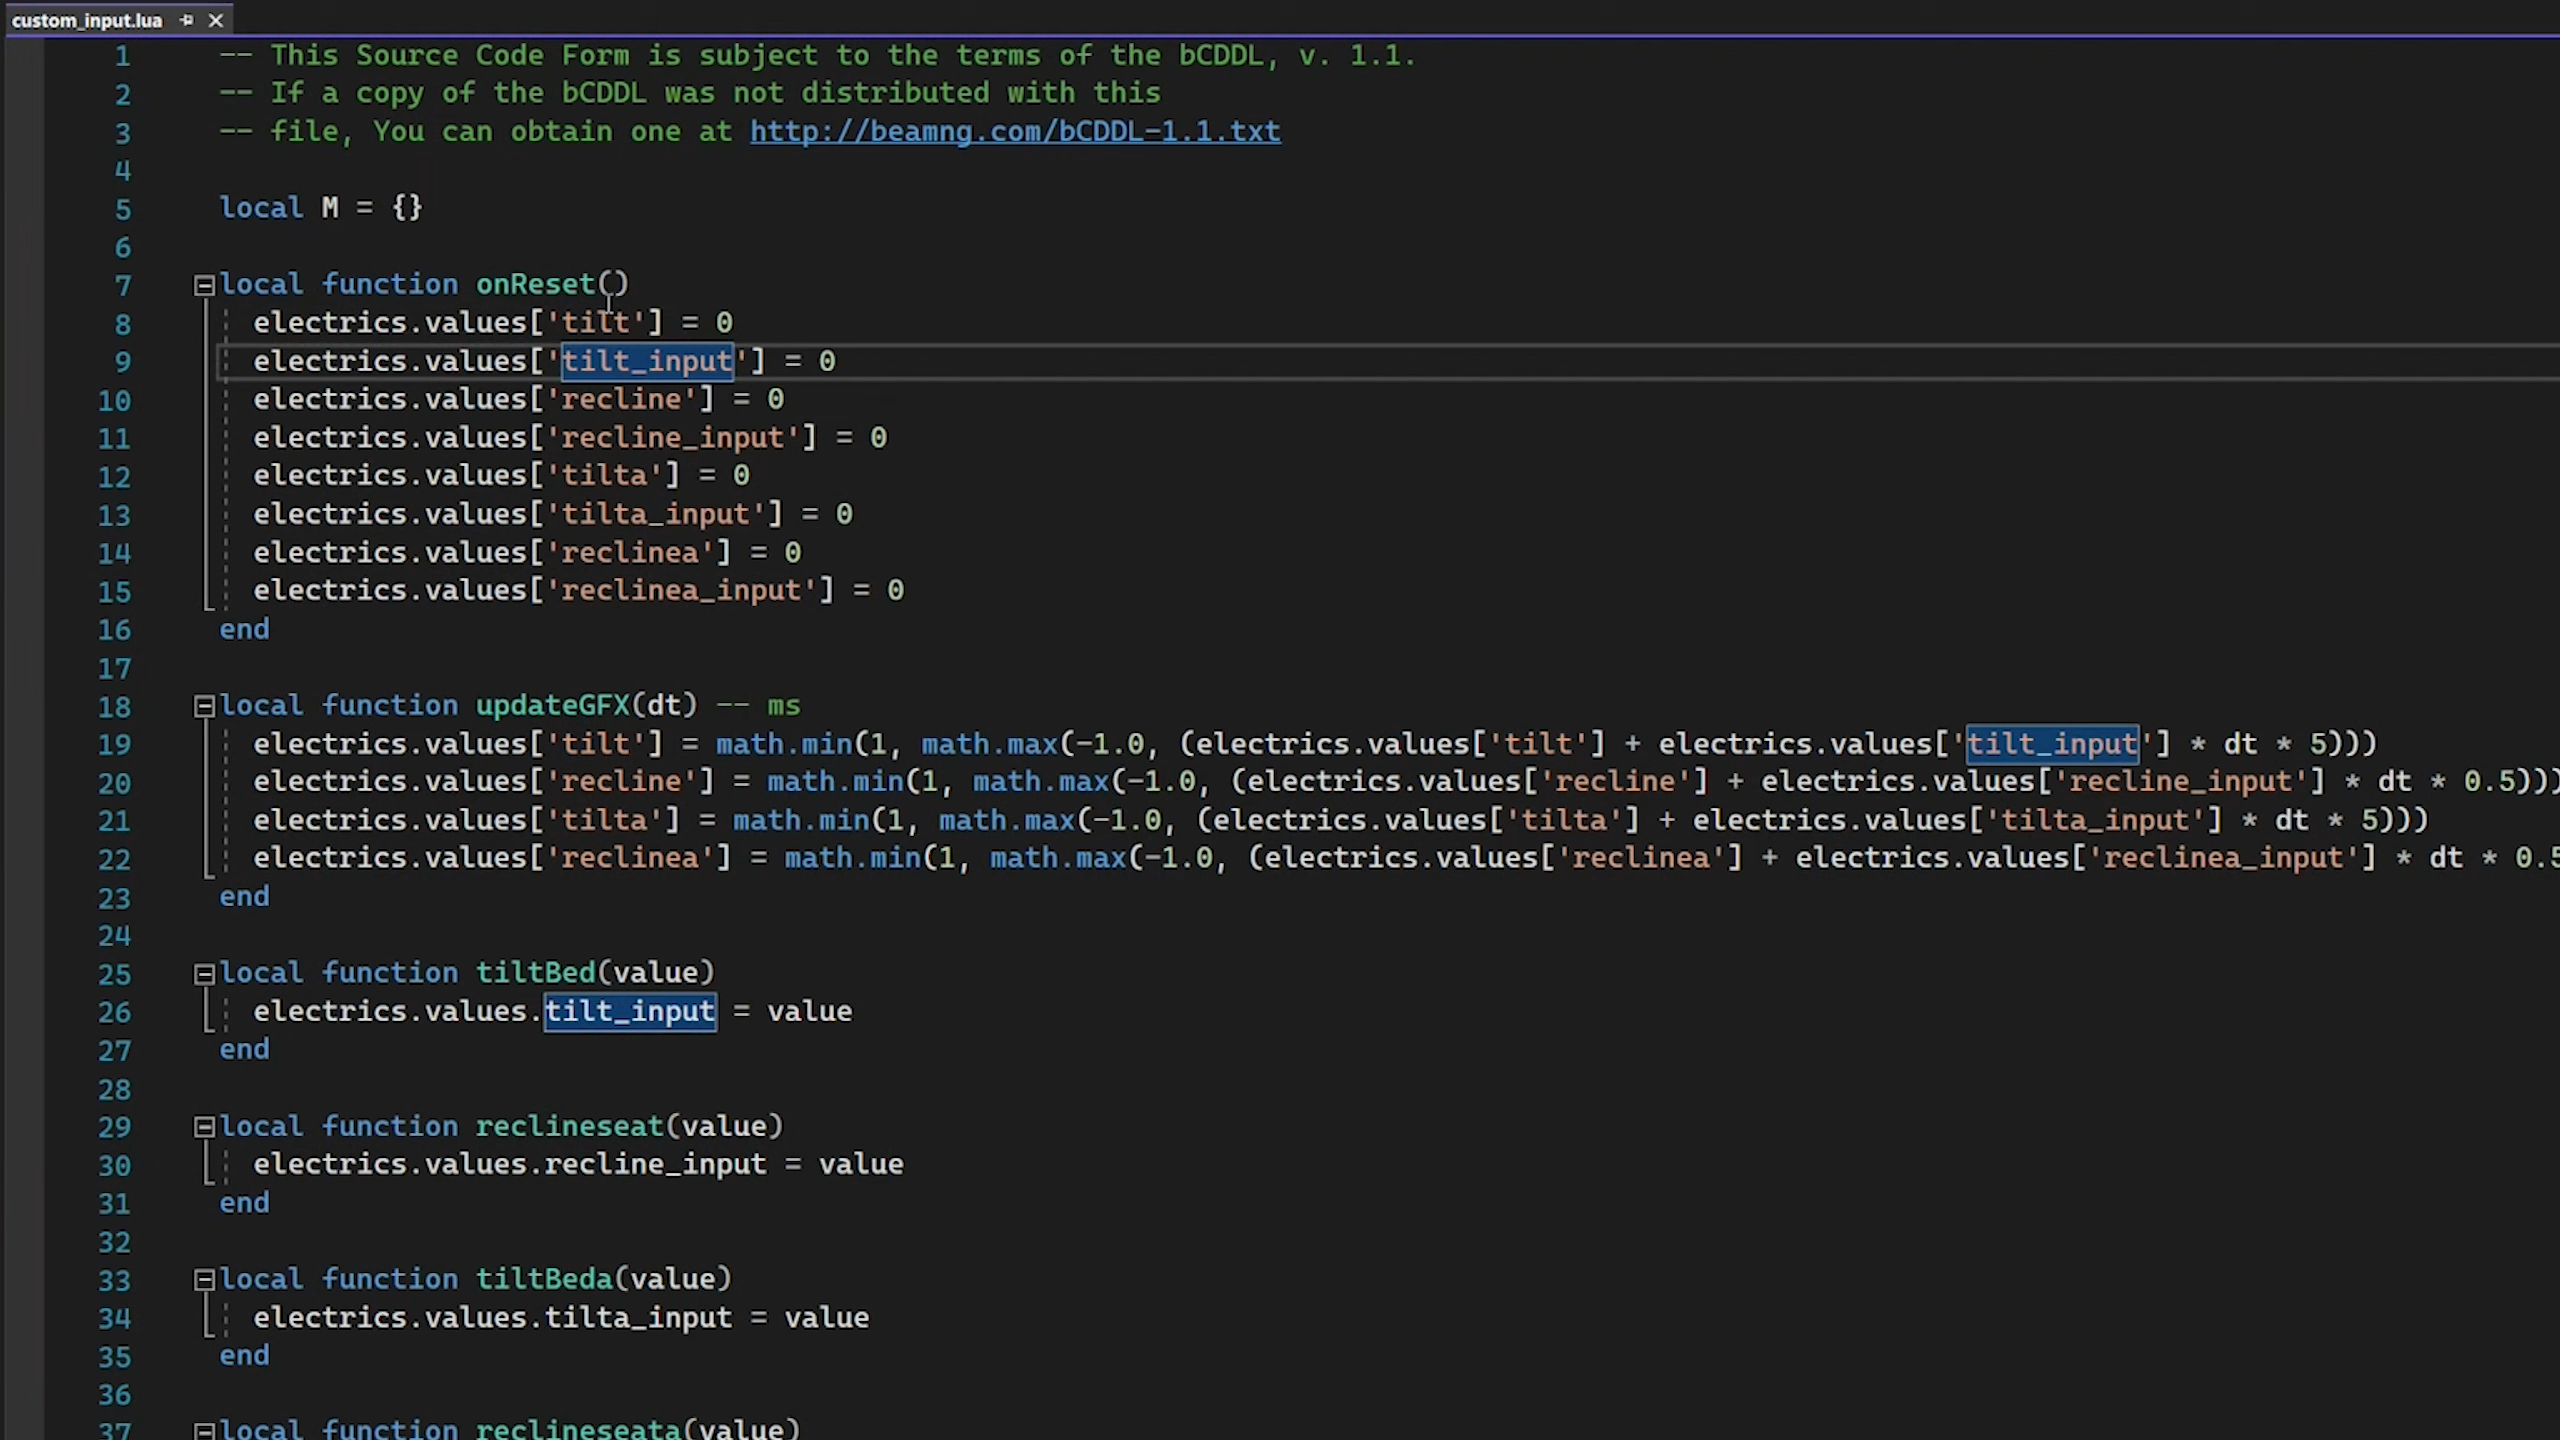 custom_input.lua
1 -- This Source Code Form is subject to the terms of the bCDDL, v. 1.1.
2 -- If a copy of the bCDDL was not distributed with this
3 -- file, You can obtain one at http://beamng.com/bCDDL-1.1.txt
4
5 local M = {}
6
7 local function onReset()
8 electrics.values['tilt'] = 0
9 electrics.values['tilt_input'] = 0
10 electrics.values['recline'] = 0
11 electrics.values['recline_input'] = 0
12 electrics.values['tilta'] = 0
13 electrics.values['tilta_input'] = 0
14 electrics.values['reclinea'] = 0
15 electrics.values['reclinea_input'] = 0
16 end
17
18 local function updateGFX(dt) -- ms
19 electrics.values['tilt'] = math.min(1, math.max(-1.0, (electrics.values['tilt'] + electrics.values['tilt_input'] * dt * 5)))
20 electrics.values['recline'] = math.min(1, math.max(-1.0, (electrics.values['recline'] + electrics.values['recline_input'] * dt * 0.5)))
21 electrics.values['tilta'] = math.min(1, math.max(-1.0, (electrics.values['tilta'] + electrics.values['tilta_input'] * dt * 5)))
22 electrics.values['reclinea'] = math.min(1, math.max(-1.0, (electrics.values['reclinea'] + electrics.values['reclinea_input'] * dt * 0.5
23 end
24
25 local function tiltBed(value)
26 electrics.values.tilt_input = value
27 end
28
29 local function reclineseat(value)
30 electrics.values.recline_input = value
31 end
32
33 local function tiltBeda(value)
34 electrics.values.tilta_input = value
35 end
36
37 local function reclineseata(value)